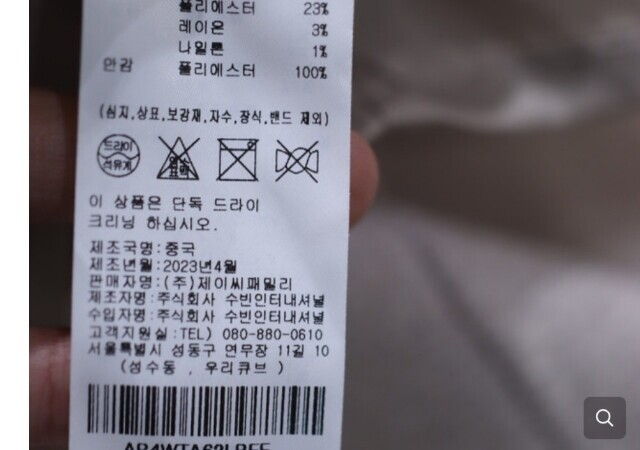 폴리에스터 23%
레이온 3%
나일론 1%
안감 폴리에스터 100%
(심지,상표,보강재,자수,장식,밴드 제외)
드라이
석유계
염소
표백
이 상품은 단독 드라이
크리닝 하십시오.
제조국명:중국
제조년월:2023년4월
판매자명:(주)제이씨패밀리
제조자명:주식회사 수빈인터내셔널
수입자명:주식회사 수빈인터내셔널
고객지원실:TEL) 080-880-0610
서울특별시 성동구 연무장 11길 10
(성수동 , 우리큐브 )